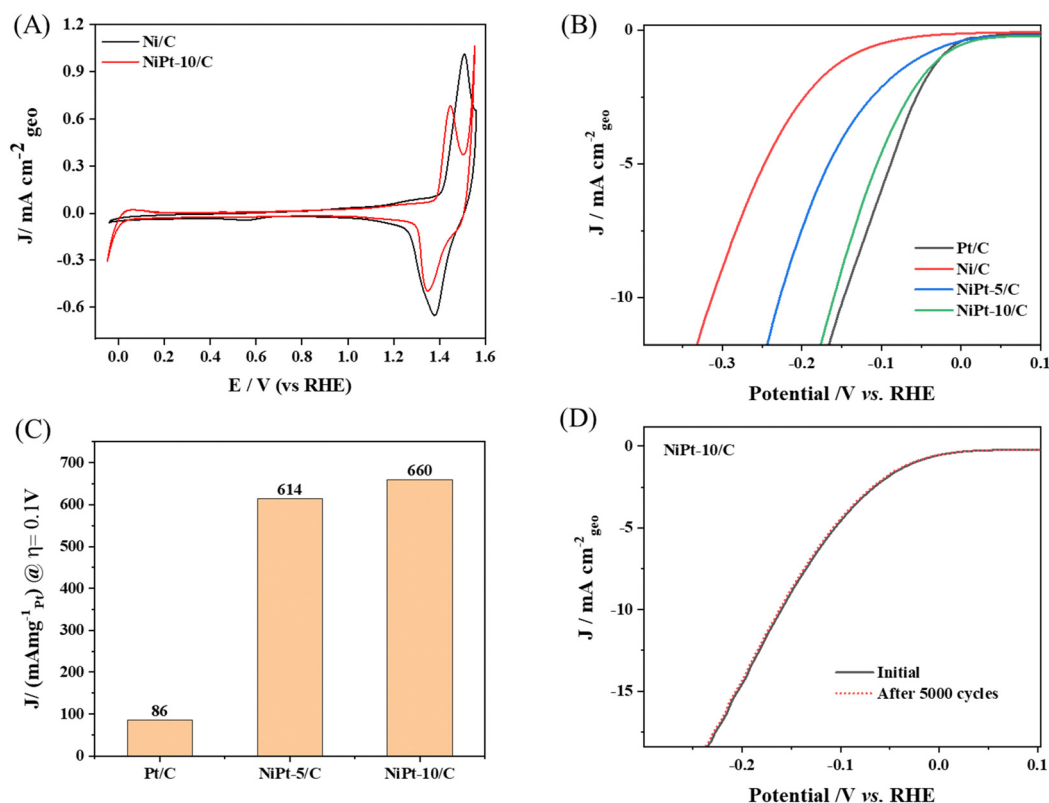 (A)
Ni/C
NiPt-10/C
J/ mA cm⁻² geo
1.2
0.9
0.6
0.3
0.0
-0.3
-0.6
0.0 0.2 0.4 0.6 0.8 1.0 1.2 1.4 1.6
E / V (vs RHE)
(B)
J / mA cm⁻²geo
0
-5
-10
Pt/C
Ni/C
NiPt-5/C
NiPt-10/C
-0.3 -0.2 -0.1 0.0 0.1
Potential /V vs. RHE
(C)
J/ (mAmg⁻¹Pt) @ η= 0.1V
700
600
500
400
300
200
100
0
86
614
660
Pt/C NiPt-5/C NiPt-10/C
(D)
NiPt-10/C
J / mA cm⁻²geo
0
-5
-10
-15
Initial
After 5000 cycles
-0.2 -0.1 0.0 0.1
Potential /V vs. RHE